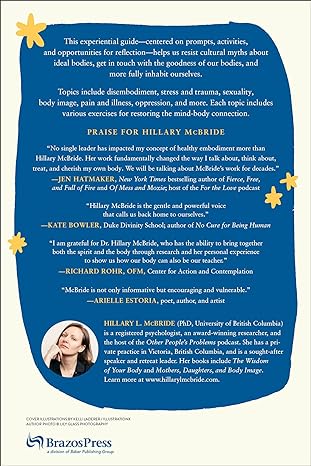 This experiential guide—centered on prompts, activities,
and opportunities for reflection—helps us resist cultural myths about
ideal bodies, get in touch with the goodness of our bodies, and
more fully inhabit ourselves.
Topics include disembodiment, stress and trauma, sexuality,
body image, pain and illness, oppression, and more. Each topic includes
various exercises for restoring the mind-body connection.
PRAISE FOR HILLARY McBRIDE
“No single leader has impacted my concept of healthy embodiment more than
Hillary McBride. Her work fundamentally changed the way I talk about, think about,
treat, and cherish my own body. We will be talking about McBride’s work for decades.”
—JEN HATMAKER, New York Times bestselling author of Fierce, Free,
and Full of Fire and Of Mess and Moxie; host of the For the Love podcast
“Hillary McBride is the gentle and powerful voice
that calls us back home to ourselves.”
—KATE BOWLER, Duke Divinity School; author of No Cure for Being Human
“I am grateful for Dr. Hillary McBride, who has the ability to bring together
both the spirit and the body through research and her personal experience
to show us how our body can also be our teacher.”
—RICHARD ROHR, OFM, Center for Action and Contemplation
“McBride is not only informative but encouraging and vulnerable.”
—ARIELLE ESTORIA, poet, author, and artist
HILLARY L. McBRIDE (PhD, University of British Columbia)
is a registered psychologist, an award-winning researcher, and
the host of the Other People’s Problems podcast. She has a pri-
vate practice in Victoria, British Columbia, and is a sought-after
speaker and retreat leader. Her books include The Wisdom
of Your Body and Mothers, Daughters, and Body Image.
Learn more at www.hillarylmcbride.com.
COVER ILLUSTRATIONS BY KELLI LADERER / ILLUSTRATIONX
AUTHOR PHOTO © LILY GLASS PHOTOGRAPHY
BrazosPress
a division of Baker Publishing Group